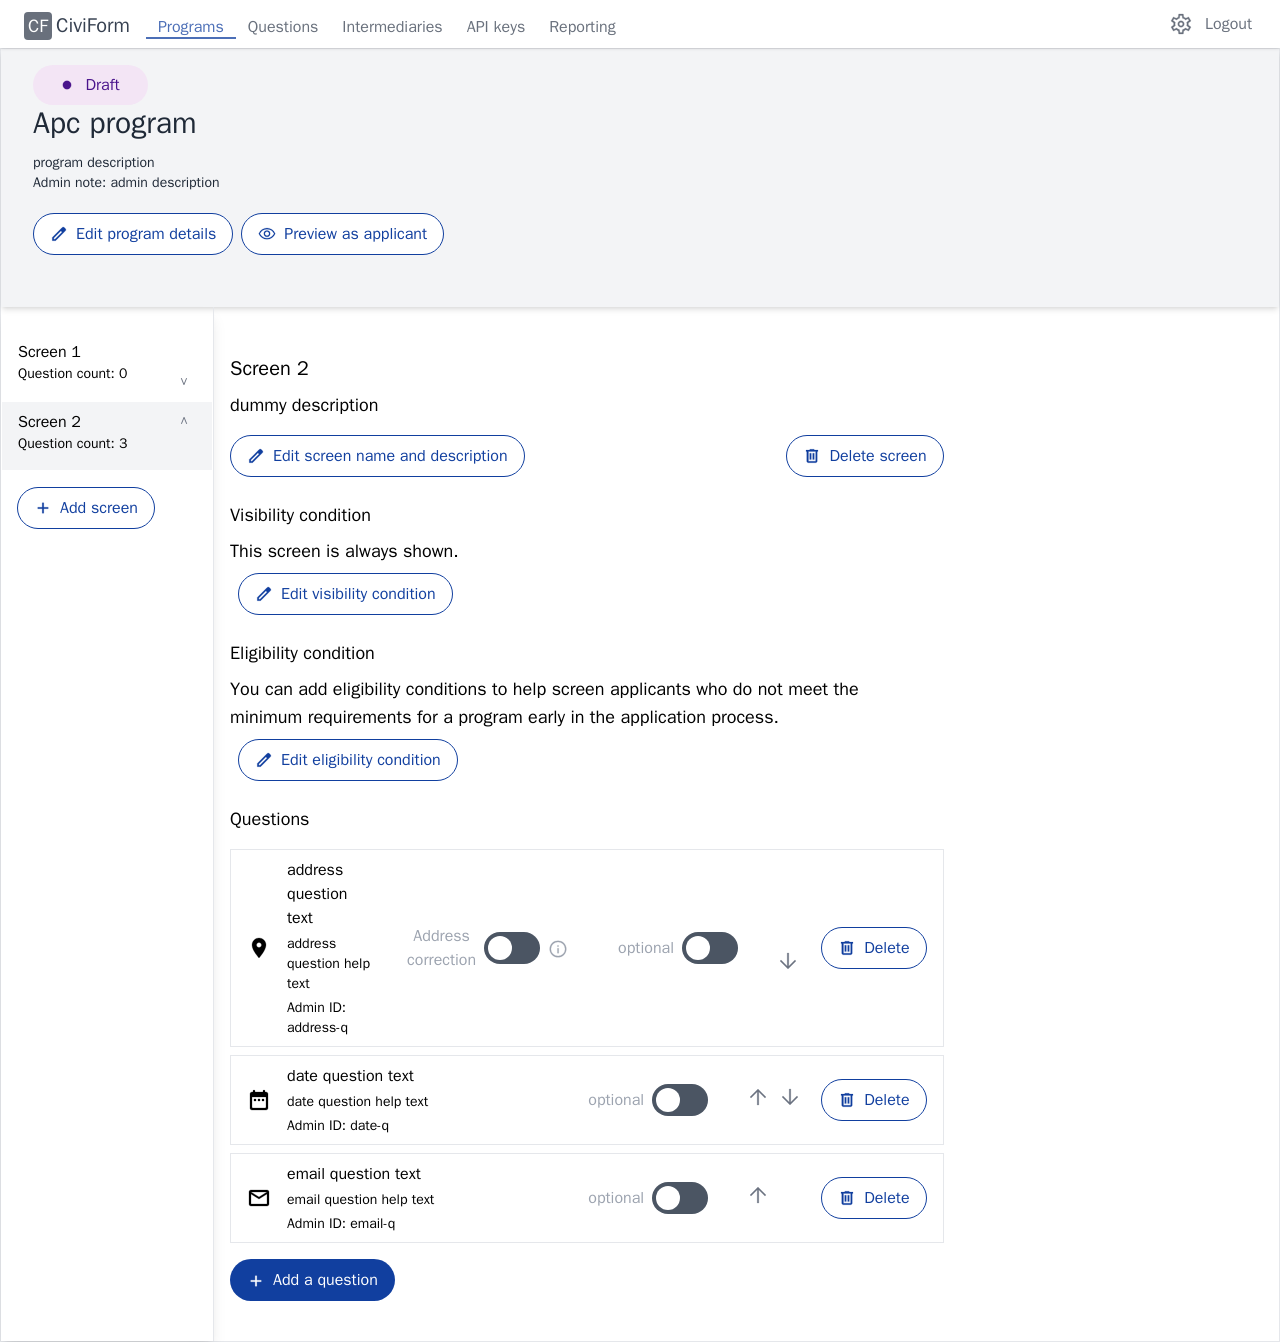 CF CiviForm Programs Questions Intermediaries API keys Reporting Logout
Draft
Apc program
program description
Admin note: admin description
Edit program details Preview as applicant
Screen 1
Question count: 0
Screen 2
Question count: 3
Add screen
Screen 2
dummy description
Edit screen name and description Delete screen
Visibility condition
This screen is always shown.
Edit visibility condition
Eligibility condition
You can add eligibility conditions to help screen applicants who do not meet the
minimum requirements for a program early in the application process.
Edit eligibility condition
Questions
address
question
text
address
question help
text
Admin ID:
address-q
Address
correction
optional
Delete
date question text
date question help text
Admin ID: date-q
optional
Delete
email question text
email question help text
Admin ID: email-q
optional
Delete
Add a question